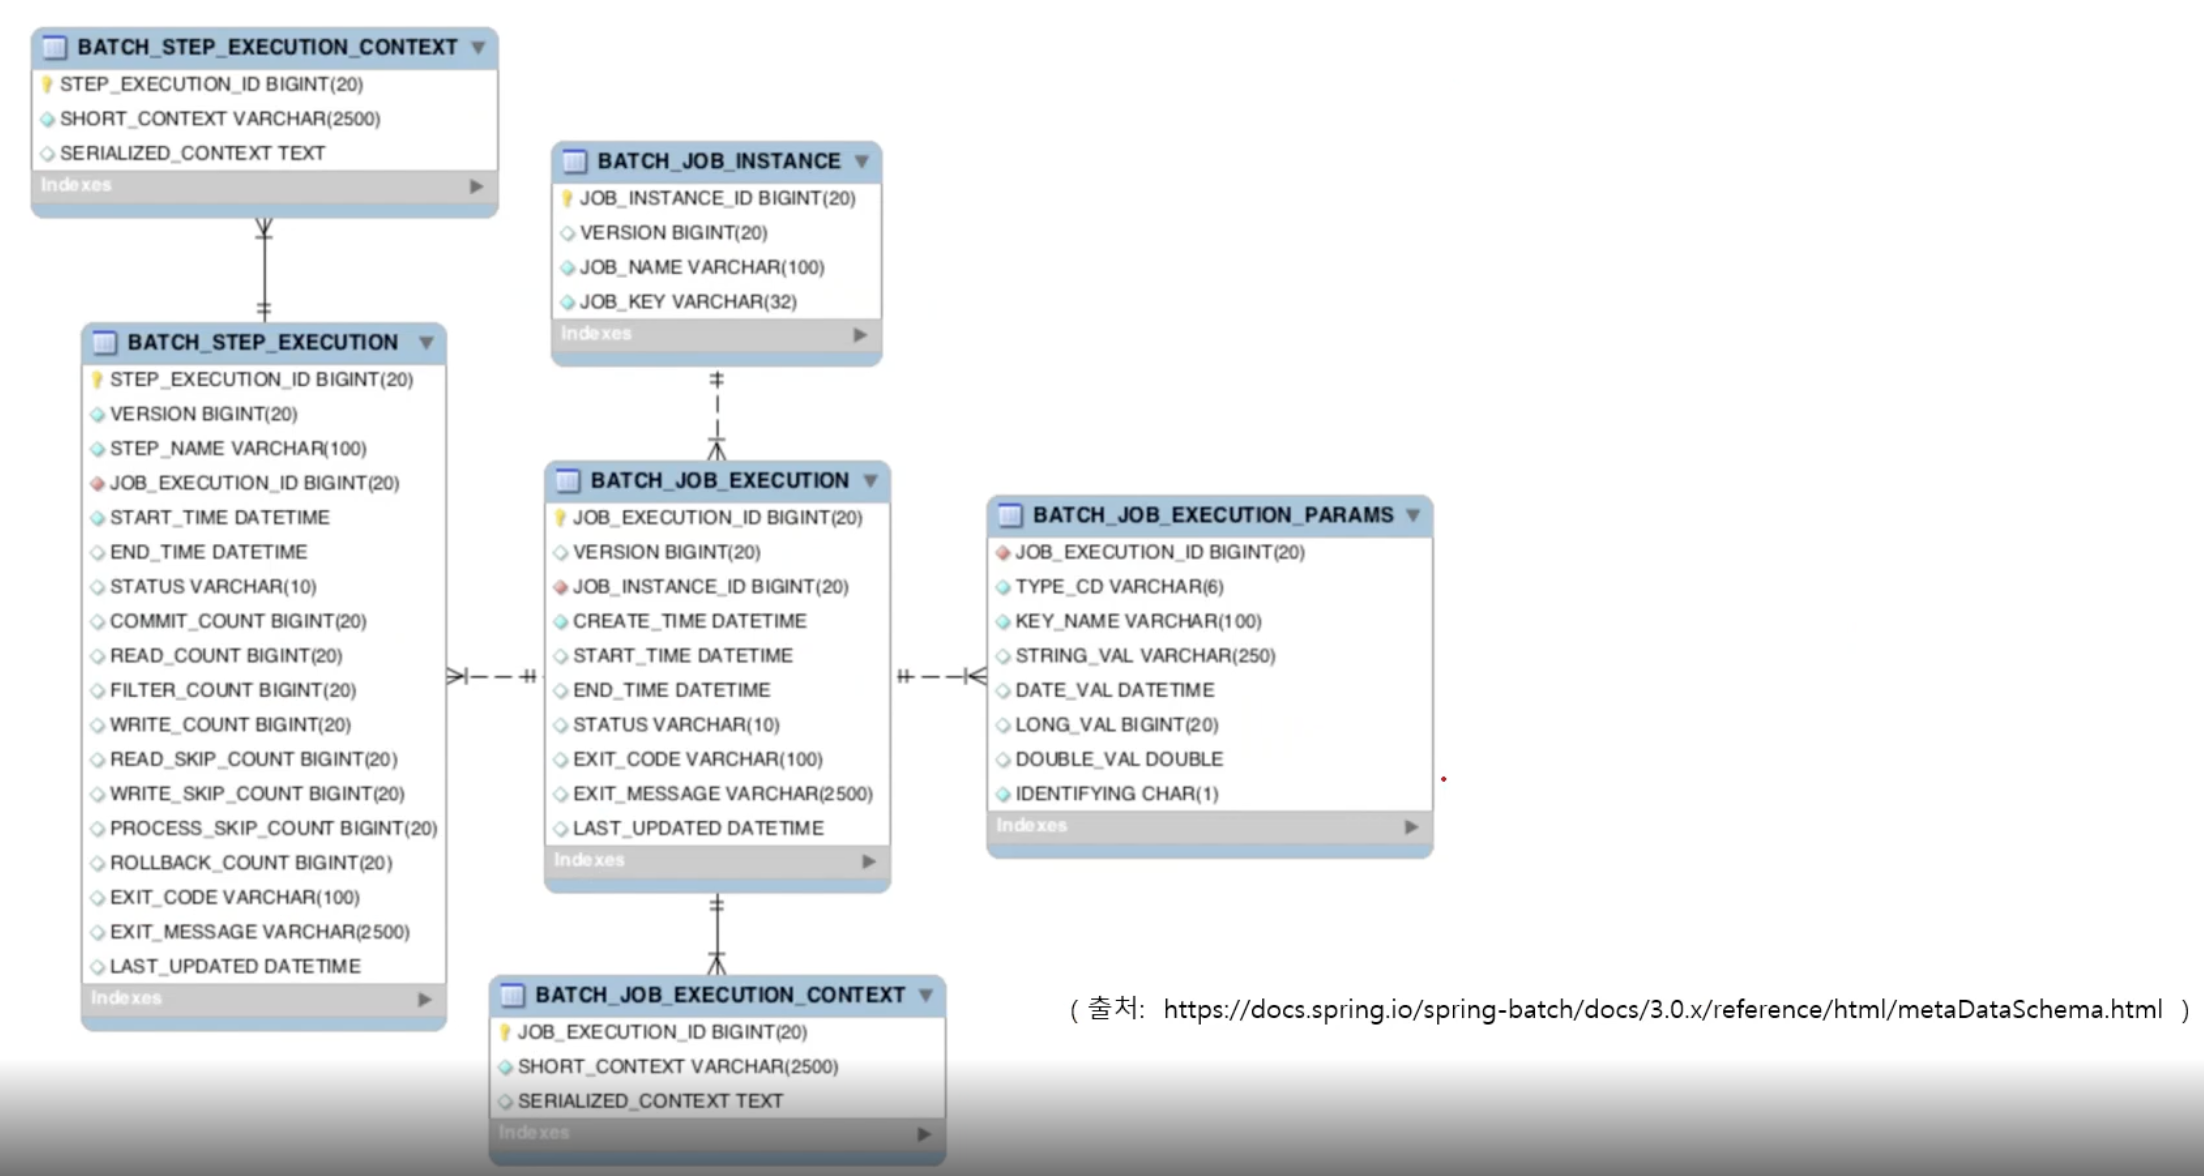 BATCH_STEP_EXECUTION_CONTEXT
STEP_EXECUTION_ID BIGINT(20)
SHORT_CONTEXT VARCHAR(2500)
SERIALIZED_CONTEXT TEXT
Indexes
BATCH_JOB_INSTANCE
JOB_INSTANCE_ID BIGINT(20)
VERSION BIGINT(20)
JOB_NAME VARCHAR(100)
JOB_KEY VARCHAR(32)
Indexes
BATCH_STEP_EXECUTION
STEP_EXECUTION_ID BIGINT(20)
VERSION BIGINT(20)
STEP_NAME VARCHAR(100)
JOB_EXECUTION_ID BIGINT(20)
START_TIME DATETIME
END_TIME DATETIME
STATUS VARCHAR(10)
COMMIT_COUNT BIGINT(20)
READ_COUNT BIGINT(20)
FILTER_COUNT BIGINT(20)
WRITE_COUNT BIGINT(20)
READ_SKIP_COUNT BIGINT(20)
WRITE_SKIP_COUNT BIGINT(20)
PROCESS_SKIP_COUNT BIGINT(20)
ROLLBACK_COUNT BIGINT(20)
EXIT_CODE VARCHAR(100)
EXIT_MESSAGE VARCHAR(2500)
LAST_UPDATED DATETIME
Indexes
BATCH_JOB_EXECUTION
JOB_EXECUTION_ID BIGINT(20)
VERSION BIGINT(20)
JOB_INSTANCE_ID BIGINT(20)
CREATE_TIME DATETIME
START_TIME DATETIME
END_TIME DATETIME
STATUS VARCHAR(10)
EXIT_CODE VARCHAR(100)
EXIT_MESSAGE VARCHAR(2500)
LAST_UPDATED DATETIME
Indexes
BATCH_JOB_EXECUTION_PARAMS
JOB_EXECUTION_ID BIGINT(20)
TYPE_CD VARCHAR(6)
KEY_NAME VARCHAR(100)
STRING_VAL VARCHAR(250)
DATE_VAL DATETIME
LONG_VAL BIGINT(20)
DOUBLE_VAL DOUBLE
IDENTIFYING CHAR(1)
Indexes
BATCH_JOB_EXECUTION_CONTEXT
JOB_EXECUTION_ID BIGINT(20)
SHORT_CONTEXT VARCHAR(2500)
SERIALIZED_CONTEXT TEXT
Indexes
( 출처: https://docs.spring.io/spring-batch/docs/3.0.x/reference/html/metaDataSchema.html )